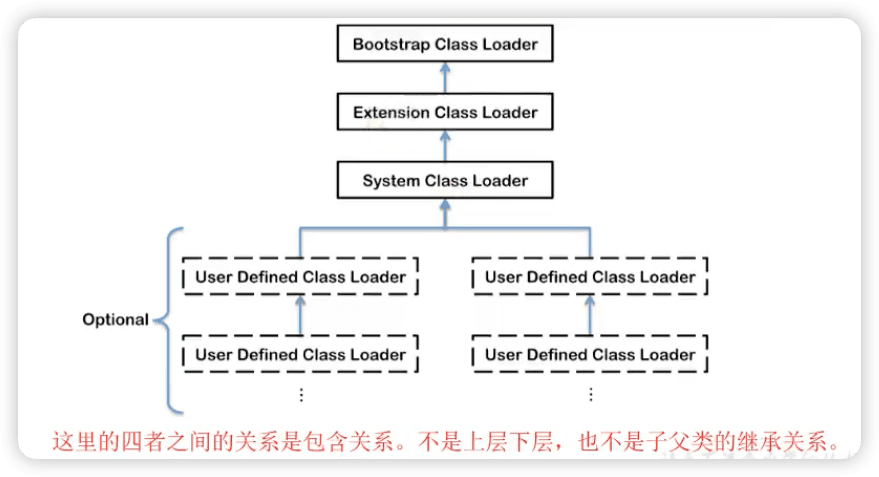 Bootstrap Class Loader
Extension Class Loader
System Class Loader
User Defined Class Loader
User Defined Class Loader
Optional
User Defined Class Loader
User Defined Class Loader
这里的四者之间的关系是包含关系。不是上层下层，也不是子父类的继承关系。